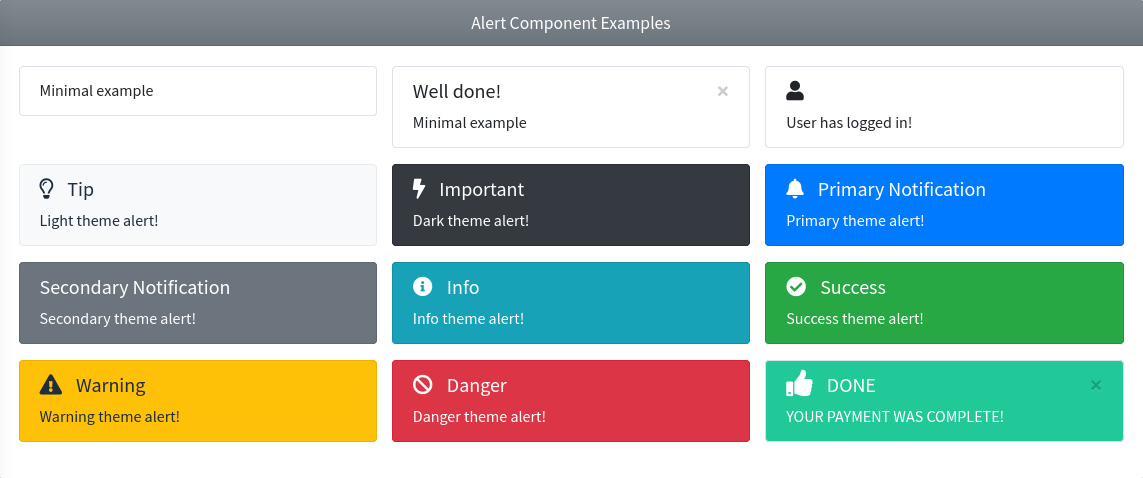 Alert Component Examples
Minimal example
Well done!
×
Minimal example
User has logged in!
Tip
Light theme alert!
Important
Dark theme alert!
Primary Notification
Primary theme alert!
Secondary Notification
Secondary theme alert!
Info
Info theme alert!
Success
Success theme alert!
Warning
Warning theme alert!
Danger
Danger theme alert!
DONE
×
YOUR PAYMENT WAS COMPLETE!